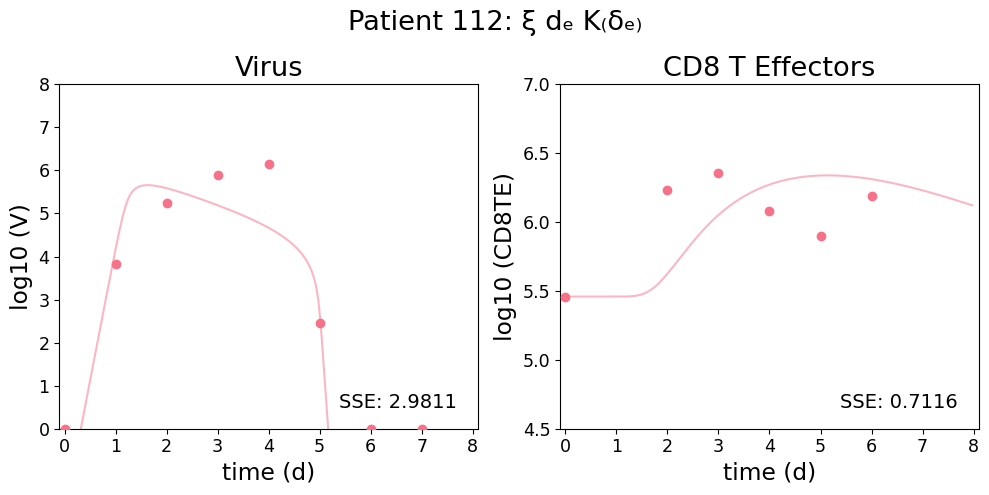 Patient 112: ξ dₑ K₍δₑ₎
Virus
CD8 T Effectors
log10 (V)
8
7
6
5
4
3
2
1
0
0 1 2 3 4 5 6 7 8
time (d)
SSE: 2.9811
log10 (CD8TE)
7.0
6.5
6.0
5.5
5.0
4.5
0 1 2 3 4 5 6 7 8
time (d)
SSE: 0.7116